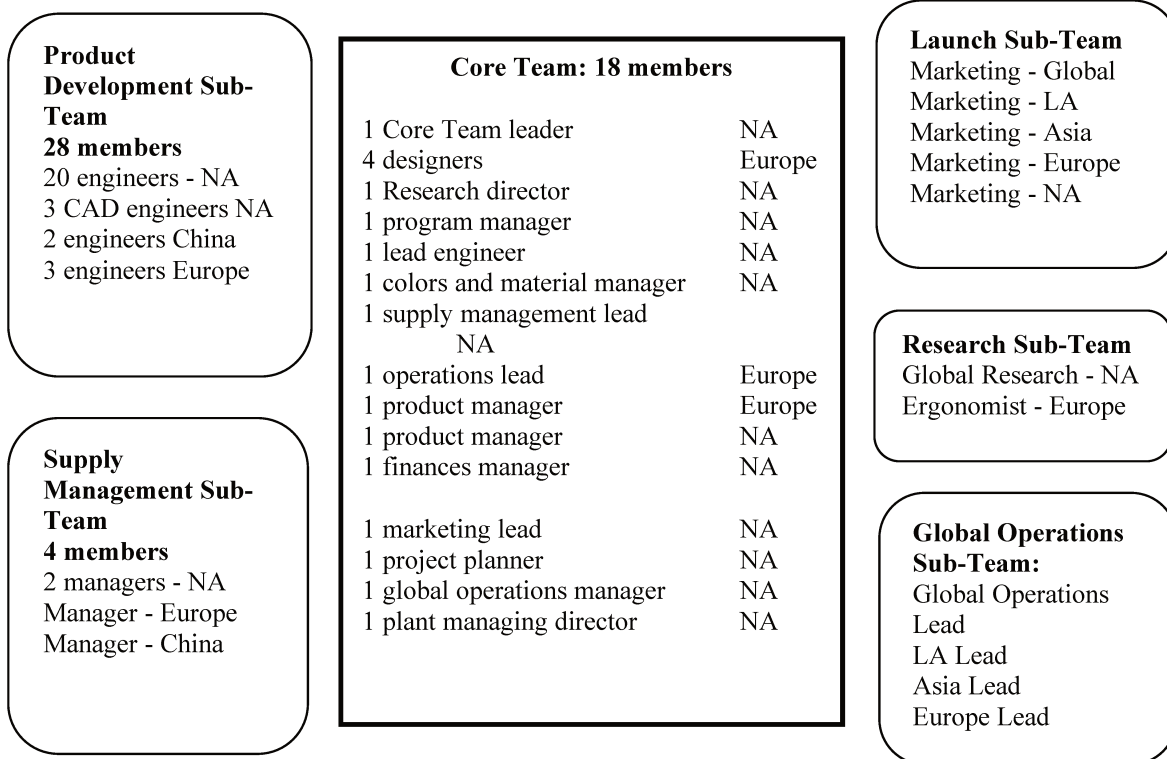 Product
Development Sub-
Team
28 members
20 engineers - NA
3 CAD engineers NA
2 engineers China
3 engineers Europe
Supply
Management Sub-
Team
4 members
2 managers - NA
Manager - Europe
Manager - China
Core Team: 18 members
1 Core Team leader NA
4 designers Europe
1 Research director NA
1 program manager NA
1 lead engineer NA
1 colors and material manager NA
1 supply management lead
NA
1 operations lead Europe
1 product manager Europe
1 product manager NA
1 finances manager NA
1 marketing lead NA
1 project planner NA
1 global operations manager NA
1 plant managing director NA
Launch Sub-Team
Marketing - Global
Marketing - LA
Marketing - Asia
Marketing - Europe
Marketing - NA
Research Sub-Team
Global Research - NA
Ergonomist - Europe
Global Operations
Sub-Team:
Global Operations
Lead
LA Lead
Asia Lead
Europe Lead